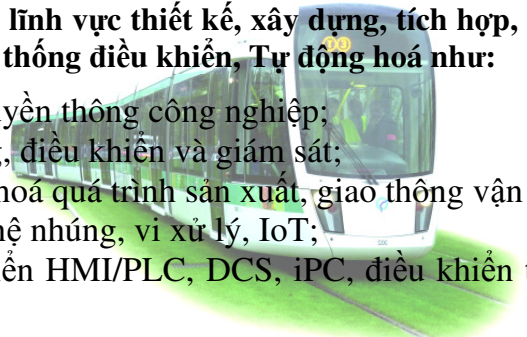 lĩnh vực thiết kế, xây dựng, tích hợp,
thống điều khiển, Tự động hoá như:
yền thông công nghiệp;
, điều khiển và giám sát;
hoá quá trình sản xuất, giao thông vận
hệ nhúng, vi xử lý, IoT;
ển HMI/PLC, DCS, iPC, điều khiển